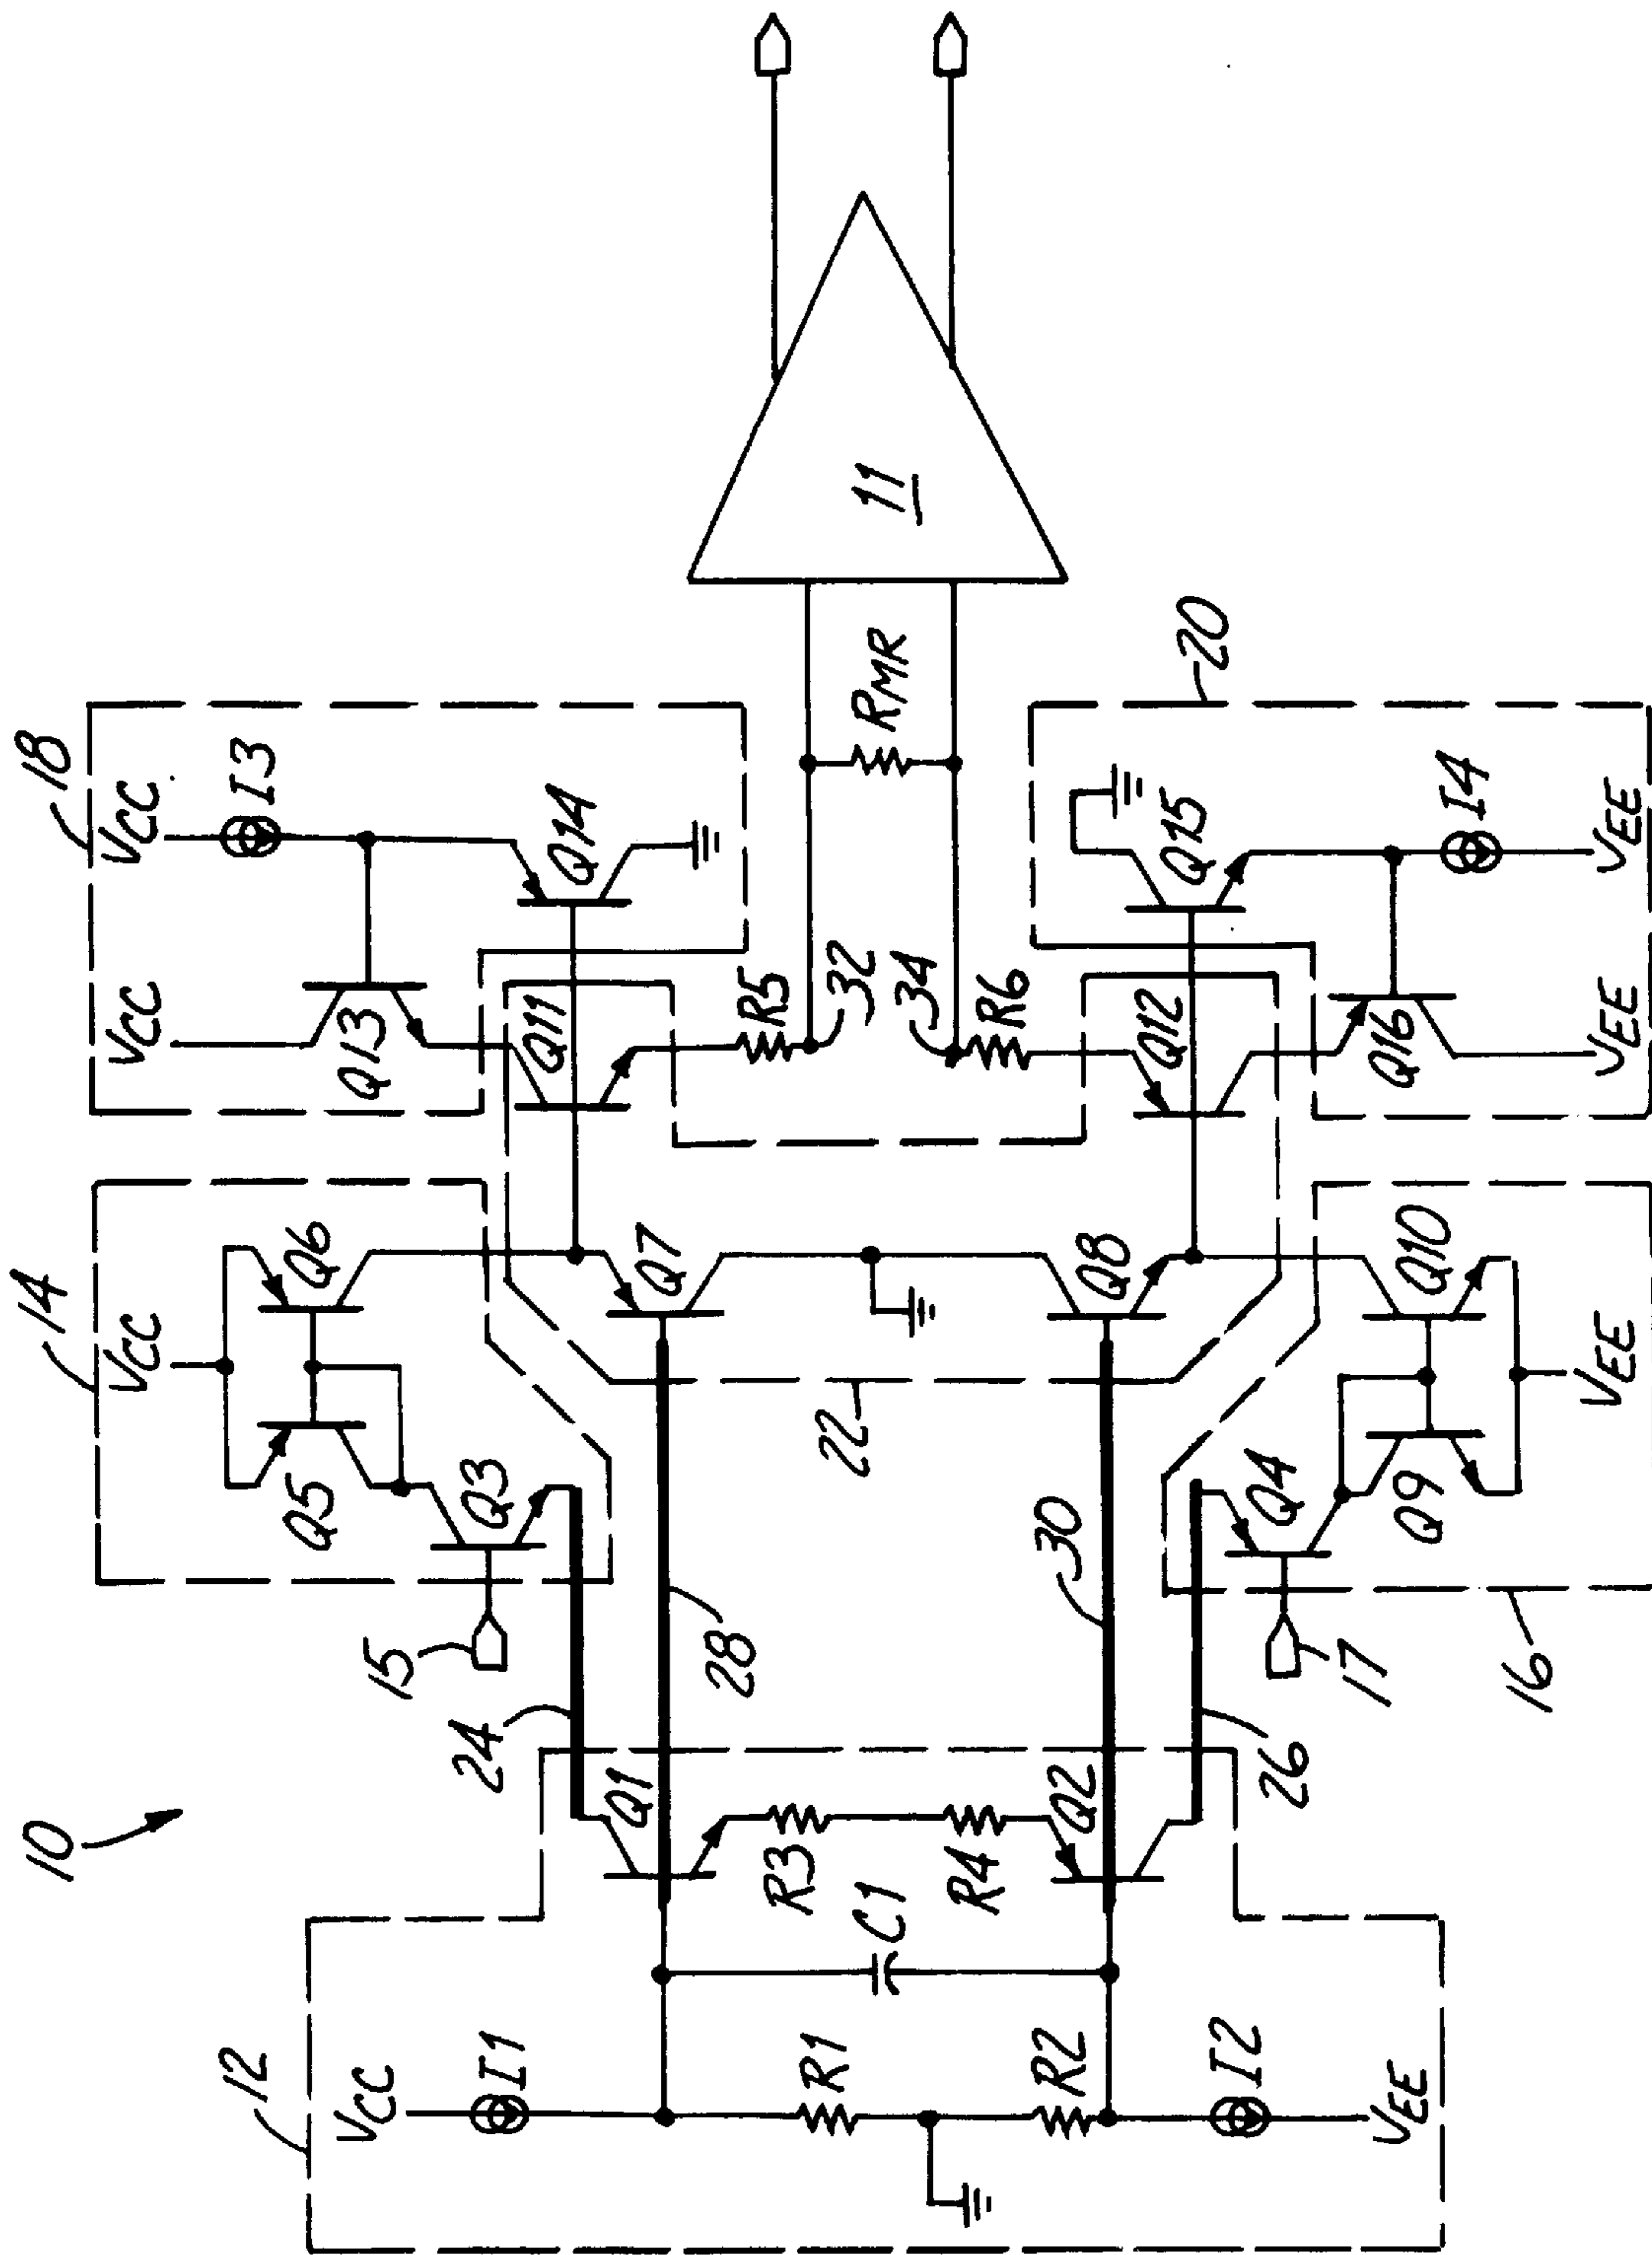 10
12
VCC
I1
R1
R2
I2
VEE
C1
Q1
R3
R4
Q2
24
26
28
30
15
17
16
14
VCC
Q5
Q6
Q3
Q7
22
Q8
Q4
Q9
Q10
VEE
18
VCC
VCC
I3
Q13
Q14
Q11
R5
32
34
R6
RMR
Q12
Q15
Q16
I4
VEE
VEE
20
11